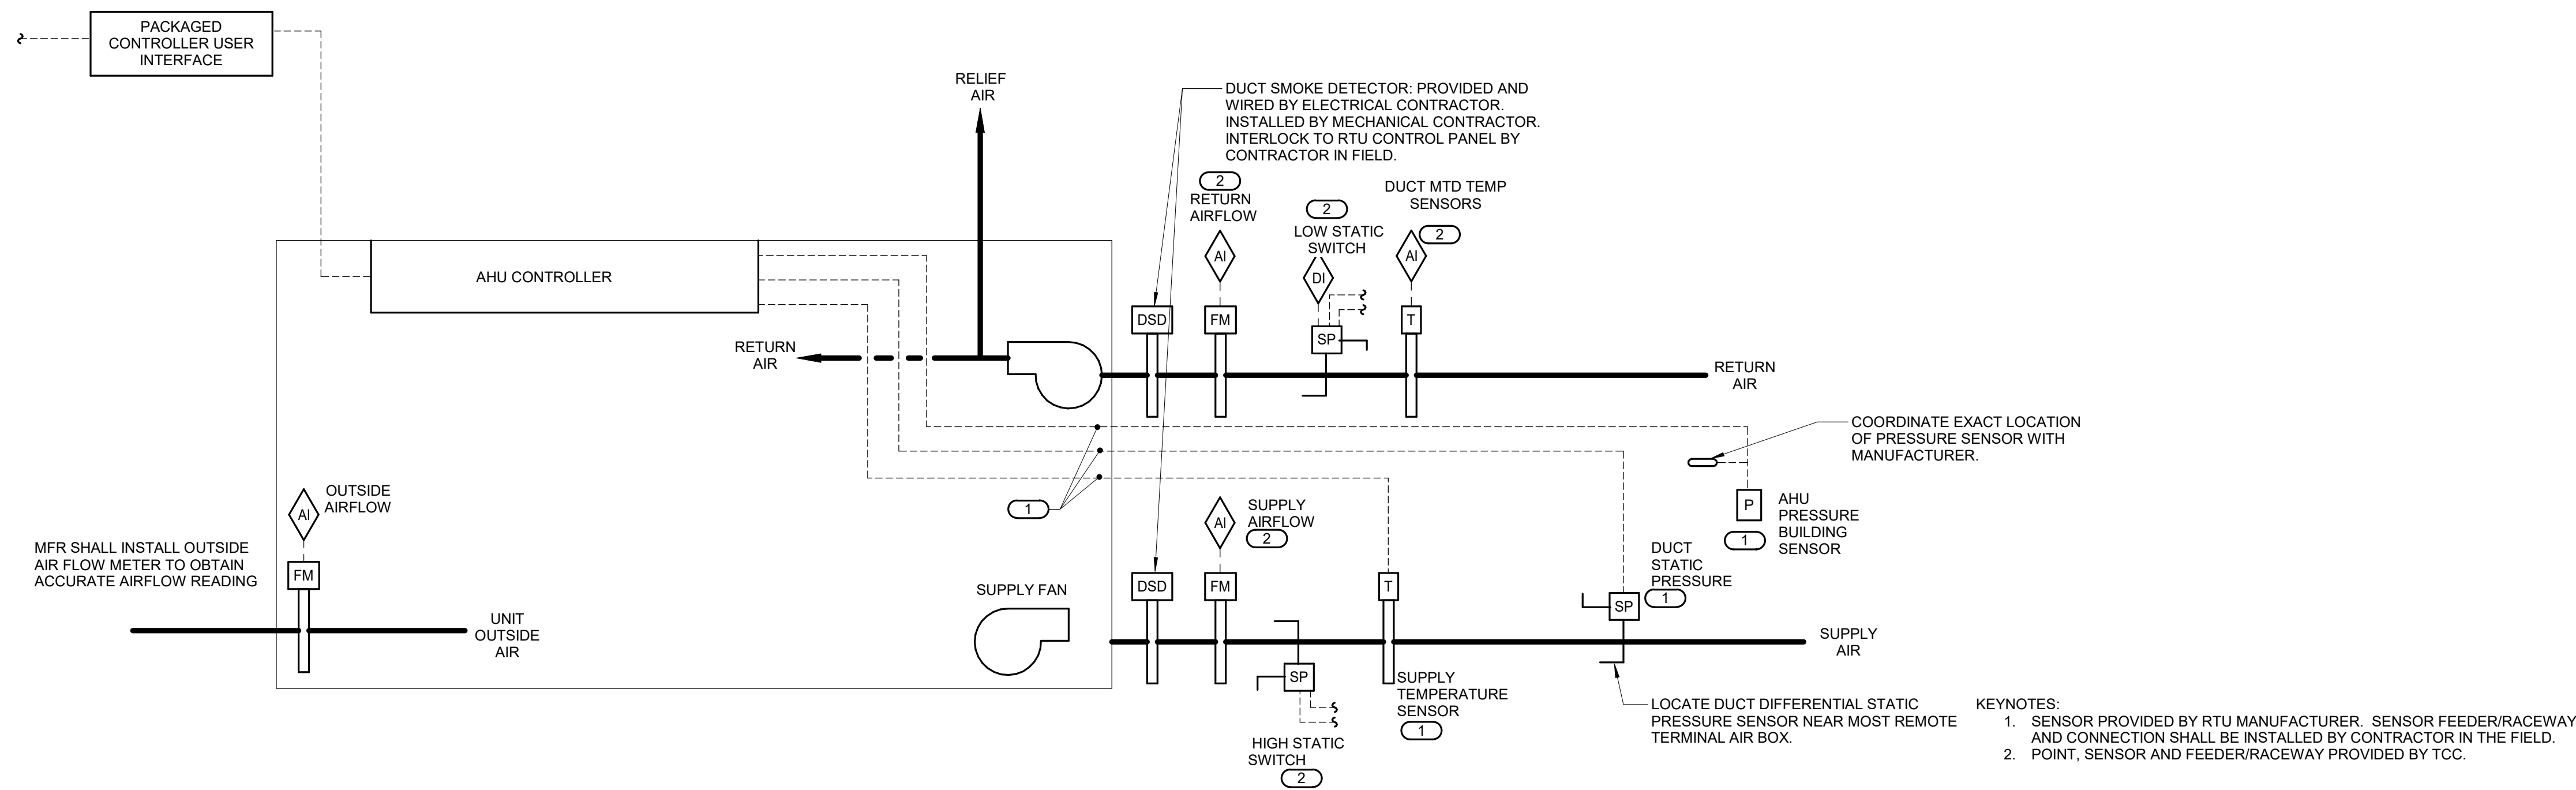 PACKAGED
CONTROLLER USER
INTERFACE
RELIEF
AIR
DUCT SMOKE DETECTOR: PROVIDED AND
WIRED BY ELECTRICAL CONTRACTOR.
INSTALLED BY MECHANICAL CONTRACTOR.
INTERLOCK TO RTU CONTROL PANEL BY
CONTRACTOR IN FIELD.
2
RETURN
AIRFLOW
AI
2
LOW STATIC
SWITCH
DI
DUCT MTD TEMP
SENSORS
2
AI
AHU CONTROLLER
DSD
FM
SP
T
RETURN
AIR
RETURN
AIR
COORDINATE EXACT LOCATION
OF PRESSURE SENSOR WITH
MANUFACTURER.
1
P
AHU
PRESSURE
BUILDING
SENSOR
1
OUTSIDE
AIRFLOW
AI
MFR SHALL INSTALL OUTSIDE
AIR FLOW METER TO OBTAIN
ACCURATE AIRFLOW READING
FM
UNIT
OUTSIDE
AIR
SUPPLY FAN
SUPPLY
AIRFLOW
2
AI
DSD
FM
T
DUCT
STATIC
PRESSURE
1
SP
SUPPLY
AIR
SP
SUPPLY
TEMPERATURE
SENSOR
1
HIGH STATIC
SWITCH
2
LOCATE DUCT DIFFERENTIAL STATIC
PRESSURE SENSOR NEAR MOST REMOTE
TERMINAL AIR BOX.
KEYNOTES:
1. SENSOR PROVIDED BY RTU MANUFACTURER. SENSOR FEEDER/RACEWAY
AND CONNECTION SHALL BE INSTALLED BY CONTRACTOR IN THE FIELD.
2. POINT, SENSOR AND FEEDER/RACEWAY PROVIDED BY TCC.